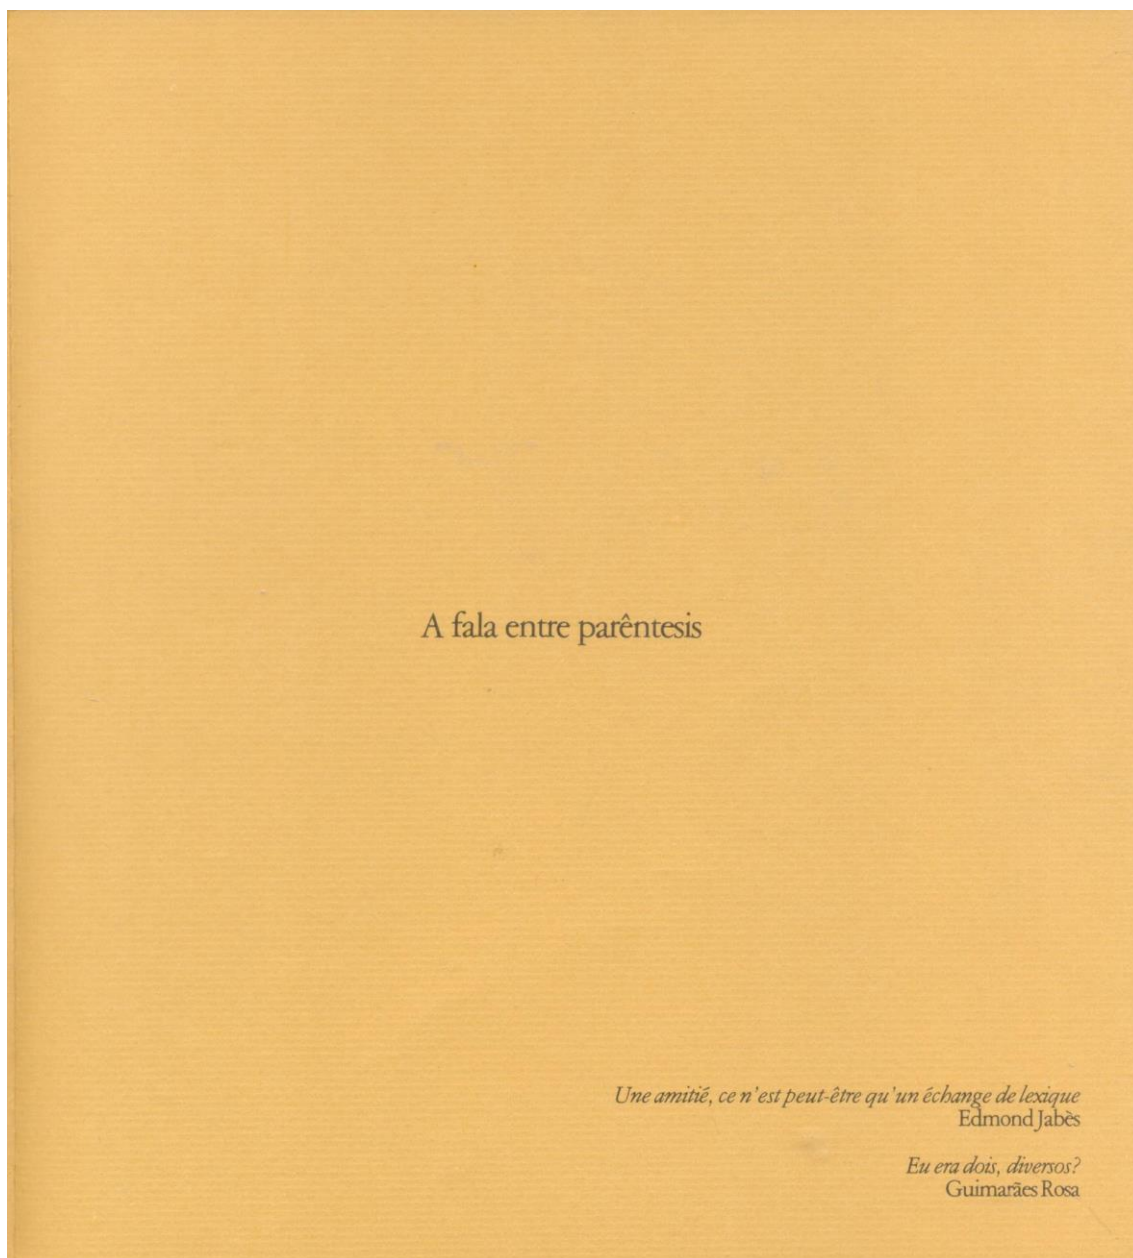 A fala entre parêntesis
Une amitié, ce n'est peut-être qu'un échange de lexique
Edmond Jabès
Eu era dois, diversos?
Guimarães Rosa